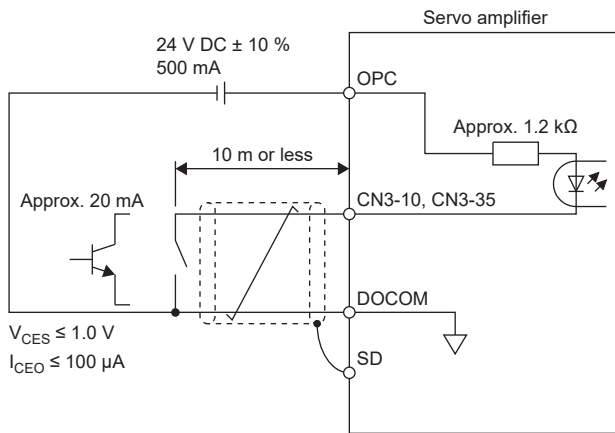 Servo amplifier
24 V DC ± 10 %
500 mA
OPC
Approx. 1.2 kΩ
10 m or less
Approx. 20 mA
CN3-10, CN3-35
DOCOM
V_CES ≤ 1.0 V
I_CEO ≤ 100 µA
SD